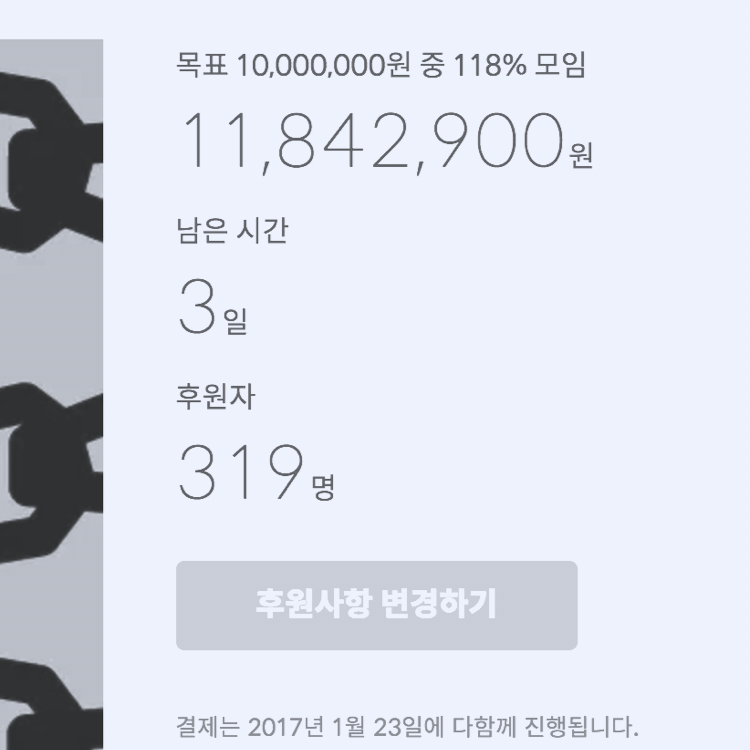 목표 10,000,000원 중 118% 모임
11,842,900원
남은 시간
3일
후원자
319명
후원사항 변경하기
결제는 2017년 1월 23일에 다함께 진행됩니다.